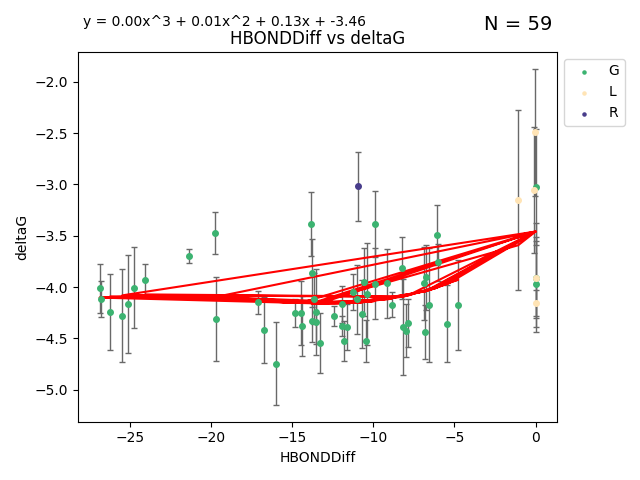 y = 0.00x^3 + 0.01x^2 + 0.13x + -3.46
N = 59
HBONDDiff vs deltaG
G
L
R
−2.0
−2.5
−3.0
−3.5
−4.0
−4.5
−5.0
deltaG
−25
−20
−15
−10
−5
0
HBONDDiff